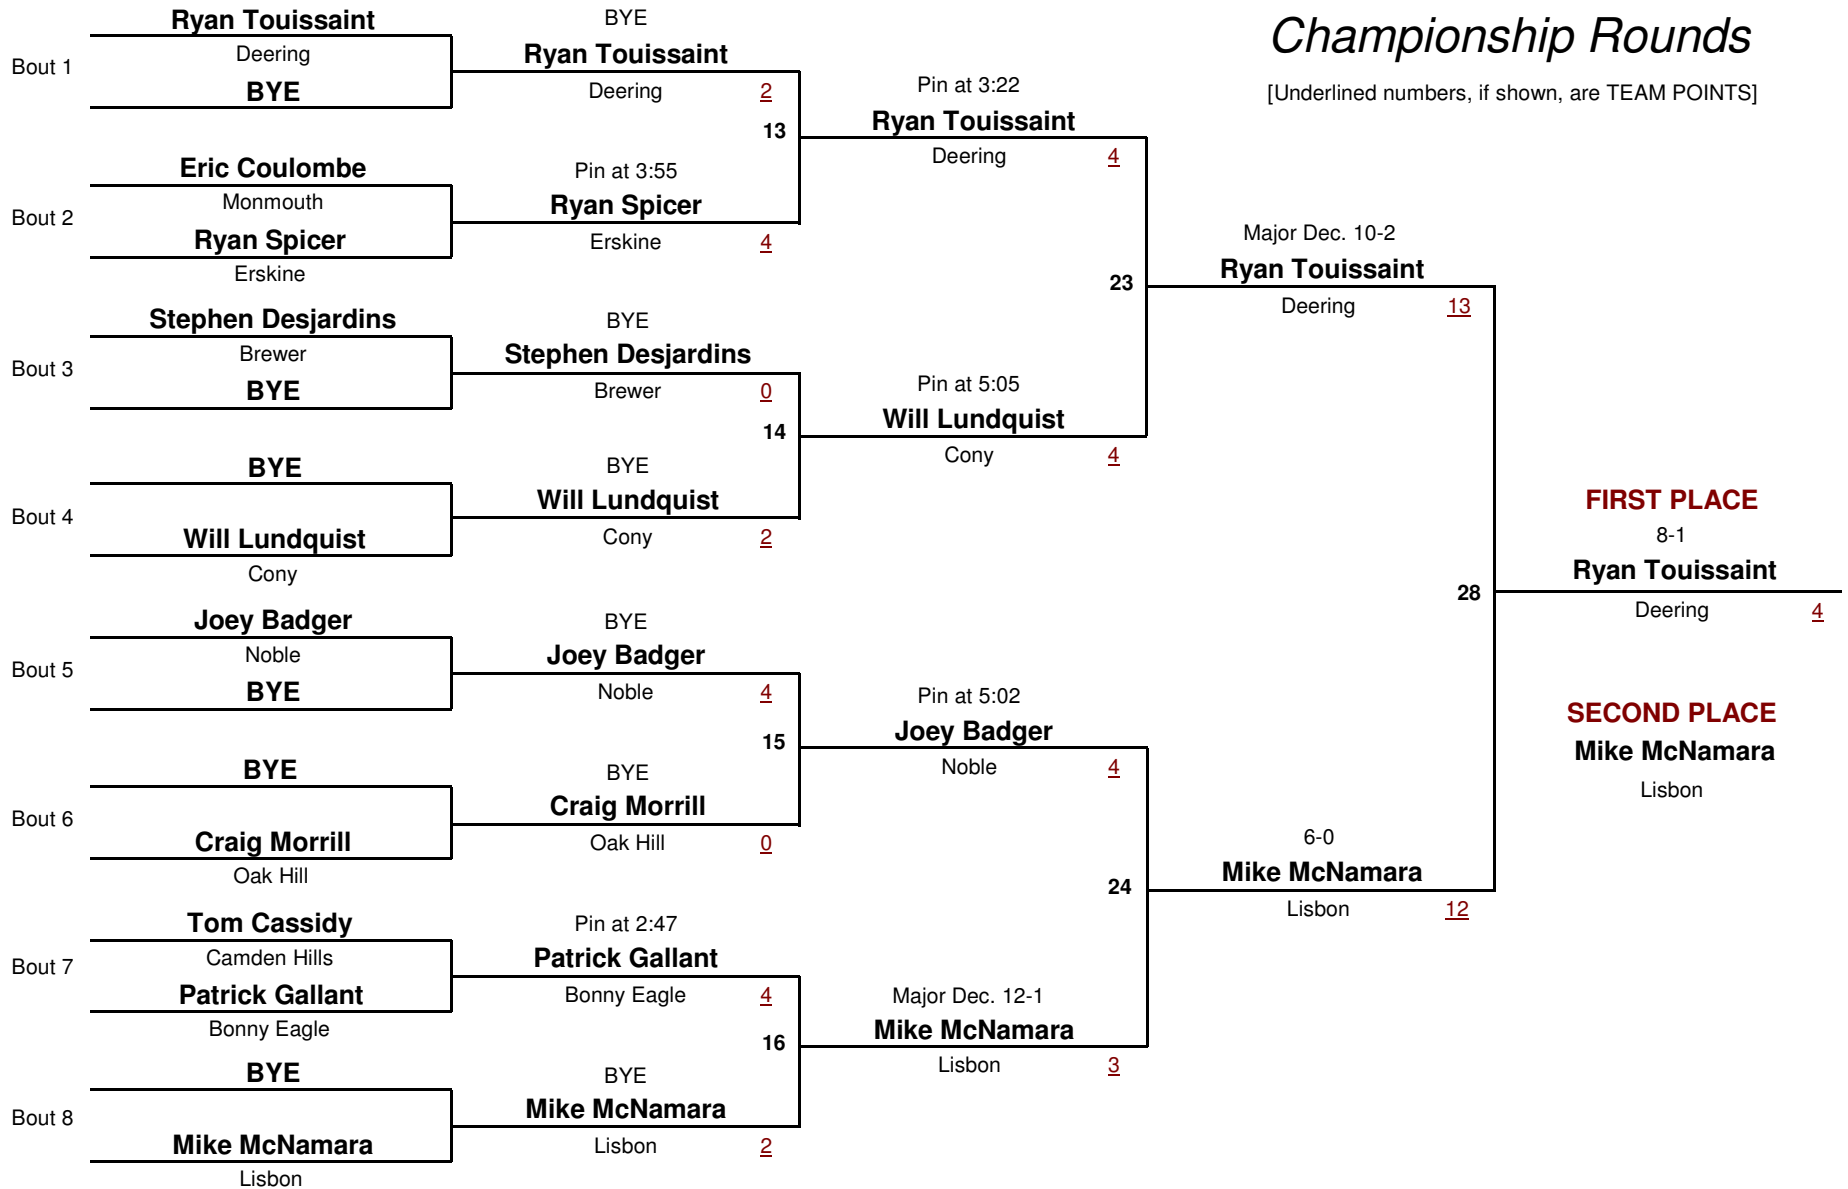 Championship Rounds
[Underlined numbers, if shown, are TEAM POINTS]
Ryan Touissaint
Deering
Bout 1
BYE
Eric Coulombe
Monmouth
Bout 2
Ryan Spicer
Erskine
Stephen Desjardins
Brewer
Bout 3
BYE
BYE
Bout 4
Will Lundquist
Cony
Joey Badger
Noble
Bout 5
BYE
BYE
Bout 6
Craig Morrill
Oak Hill
Tom Cassidy
Camden Hills
Bout 7
Patrick Gallant
Bonny Eagle
BYE
Bout 8
Mike McNamara
Lisbon
BYE
Ryan Touissaint
Deering 2
13
Pin at 3:55
Ryan Spicer
Erskine 4
BYE
Stephen Desjardins
Brewer 0
14
BYE
Will Lundquist
Cony 2
BYE
Joey Badger
Noble 4
15
BYE
Craig Morrill
Oak Hill 0
Pin at 2:47
Patrick Gallant
Bonny Eagle 4
16
BYE
Mike McNamara
Lisbon 2
Pin at 3:22
Ryan Touissaint
Deering 4
23
Pin at 5:05
Will Lundquist
Cony 4
Pin at 5:02
Joey Badger
Noble 4
24
Major Dec. 12-1
Mike McNamara
Lisbon 3
Major Dec. 10-2
Ryan Touissaint
Deering 13
28
6-0
Mike McNamara
Lisbon 12
FIRST PLACE
8-1
Ryan Touissaint
Deering 4
SECOND PLACE
Mike McNamara
Lisbon